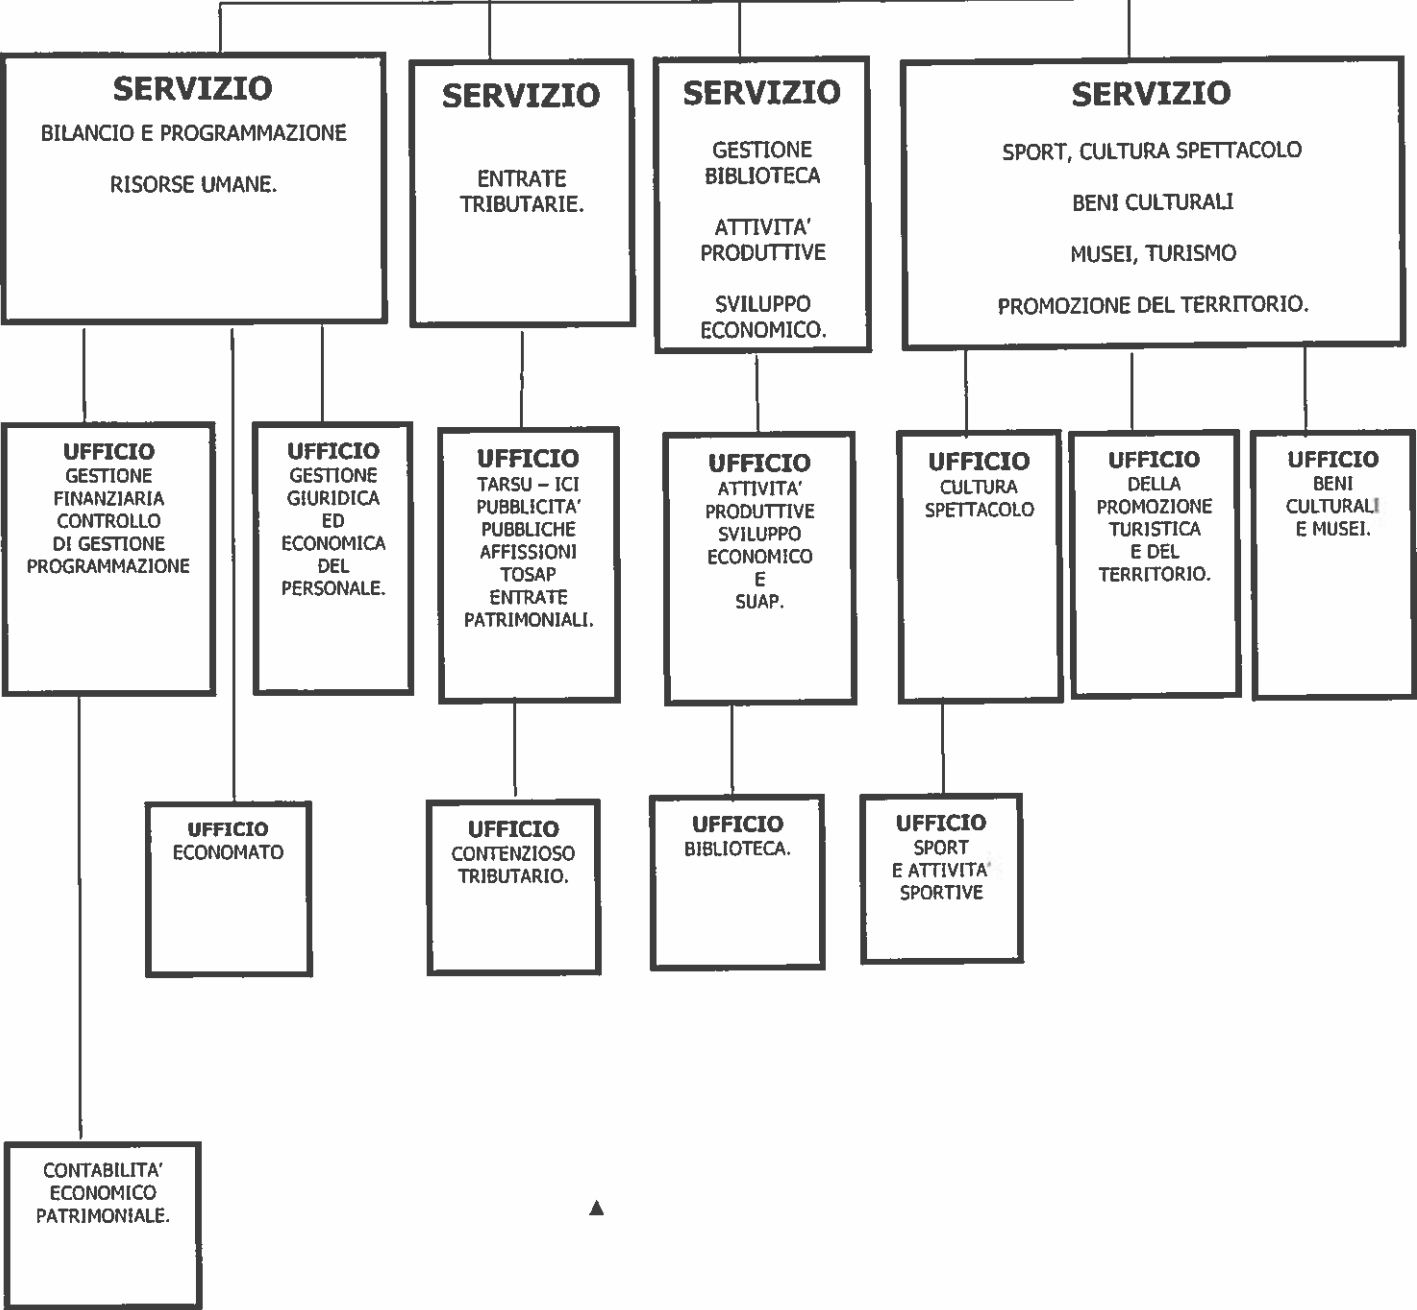 SERVIZIO
BILANCIO E PROGRAMMAZIONE
RISORSE UMANE.
SERVIZIO
ENTRATE
TRIBUTARIE.
SERVIZIO
GESTIONE
BIBLIOTECA
ATTIVITA'
PRODUTTIVE
SVILUPPO
ECONOMICO.
SERVIZIO
SPORT, CULTURA SPETTACOLO
BENI CULTURALI
MUSEI, TURISMO
PROMOZIONE DEL TERRITORIO.
UFFICIO
GESTIONE
FINANZIARIA
CONTROLLO
DI GESTIONE
PROGRAMMAZIONE
UFFICIO
GESTIONE
GIURIDICA
ED
ECONOMICA
DEL
PERSONALE.
UFFICIO
TARSU – ICI
PUBBLICITA'
PUBBLICHE
AFFISSIONI
TOSAP
ENTRATE
PATRIMONIALI.
UFFICIO
ATTIVITA'
PRODUTTIVE
SVILUPPO
ECONOMICO
E
SUAP.
UFFICIO
CULTURA
SPETTACOLO
UFFICIO
DELLA
PROMOZIONE
TURISTICA
E DEL
TERRITORIO.
UFFICIO
BENI
CULTURALI
E MUSEI.
UFFICIO
ECONOMATO
UFFICIO
CONTENZIOSO
TRIBUTARIO.
UFFICIO
BIBLIOTECA.
UFFICIO
SPORT
E ATTIVITA'
SPORTIVE
CONTABILITA'
ECONOMICO
PATRIMONIALE.